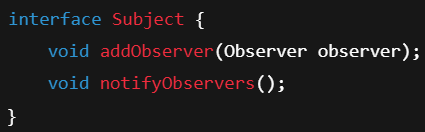 interface Subject {
    void addObserver(Observer observer);
    void notifyObservers();
}